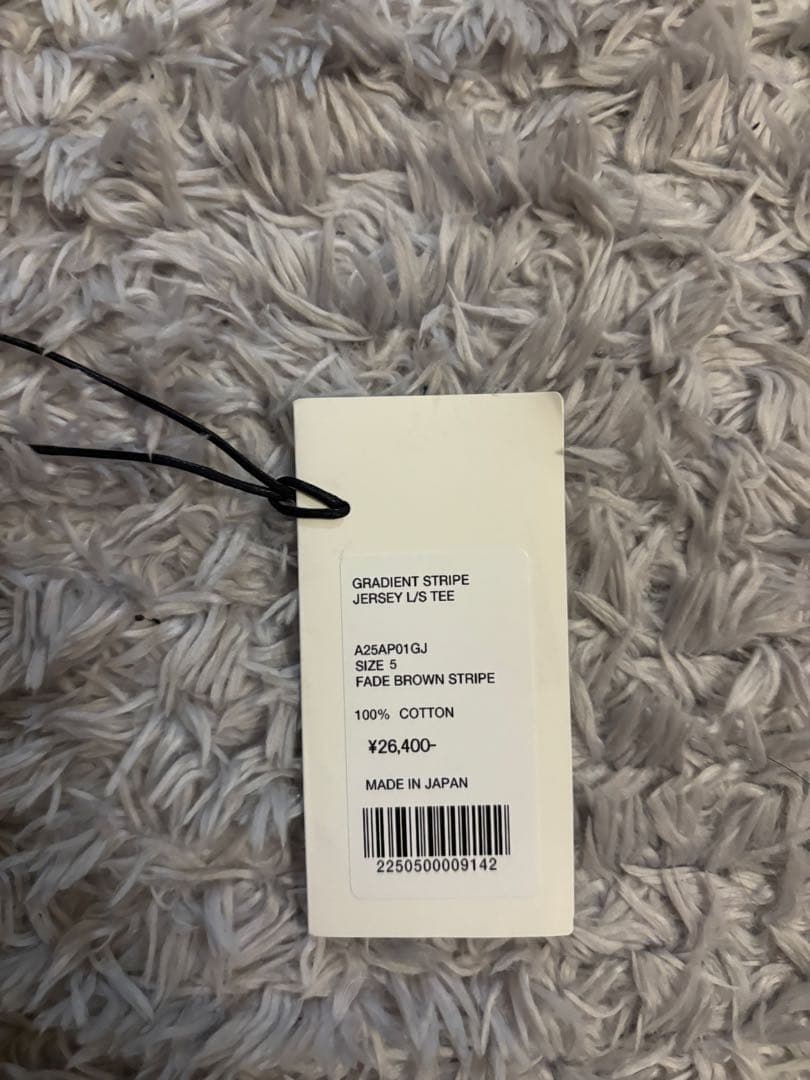 GRADIENT STRIPE
JERSEY L/S TEE
A25AP01GJ
SIZE 5
FADE BROWN STRIPE
100% COTTON
¥26,400-
MADE IN JAPAN
2250500009142